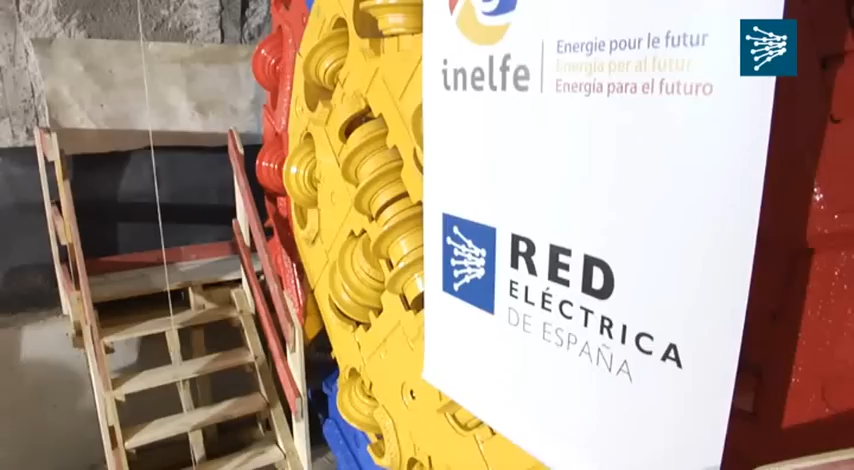 inelfe
Energie pour le futur
Energia per al futur
Energía para el futuro
RED
ELÉCTRICA
DE ESPAÑA